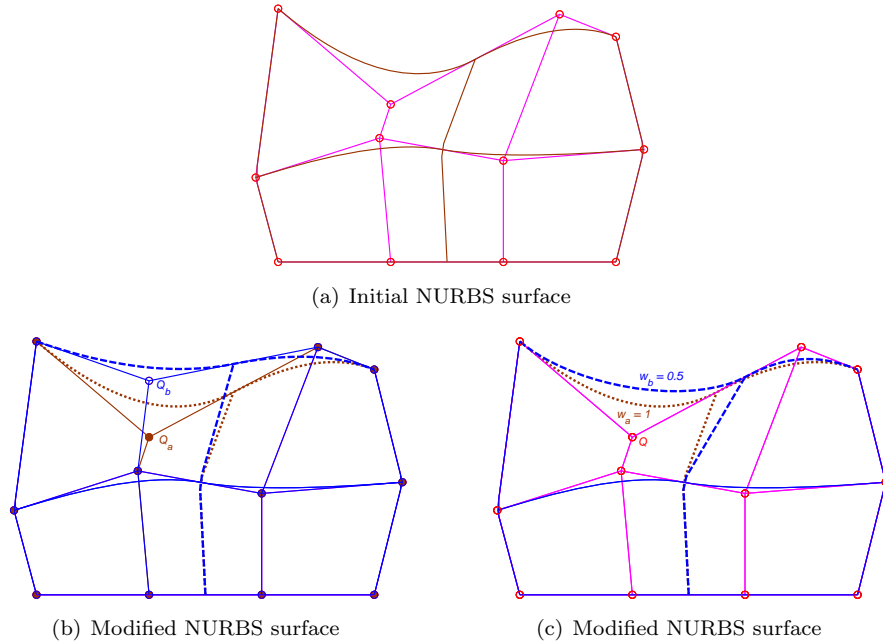 (a) Initial NURBS surface
Q_b
Q_a
w_b = 0.5
w_a = 1
Q
(b) Modified NURBS surface
(c) Modified NURBS surface